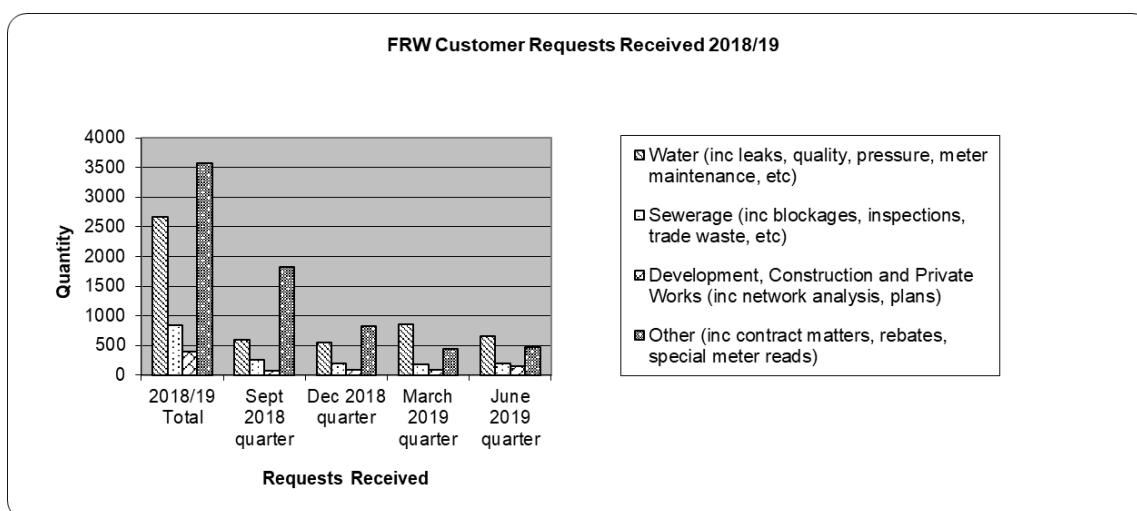 FRW Customer Requests Received 2018/19
4000
3500
3000
2500
2000
1500
1000
500
0
Quantity
2018/19
Total
Sept
2018
quarter
Dec 2018
quarter
March
2019
quarter
June
2019
quarter
Requests Received
Water (inc leaks, quality, pressure, meter
maintenance, etc)
Sewerage (inc blockages, inspections,
trade waste, etc)
Development, Construction and Private
Works (inc network analysis, plans)
Other (inc contract matters, rebates,
special meter reads)